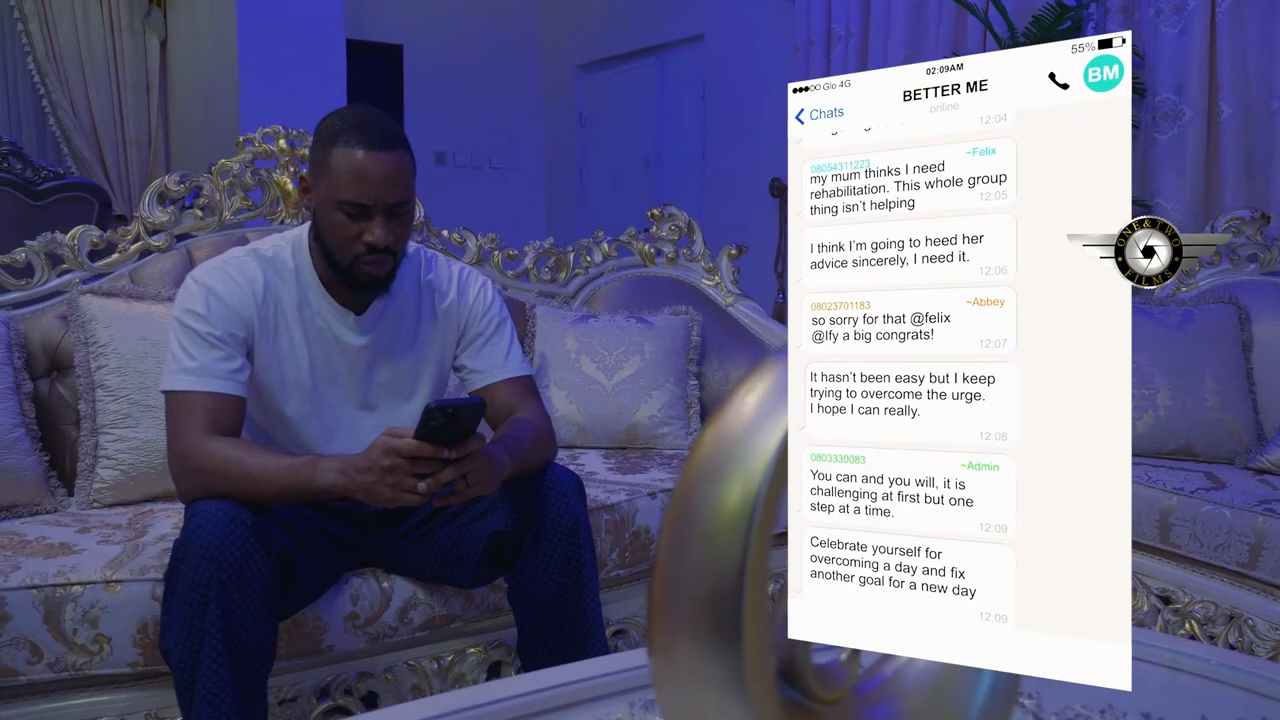 ●●●○○ Glo 4G
02:09AM
55%
Chats
BETTER ME
online
BM
12:04
08054311223
~Felix
my mum thinks I need
rehabilitation. This whole group
thing isn't helping
12:05
I think I'm going to heed her
advice sincerely, I need it.
12:06
08023701183
~Abbey
so sorry for that @felix
@Ify a big congrats!
12:07
It hasn't been easy but I keep
trying to overcome the urge.
I hope I can really.
12:08
0803330083
~Admin
You can and you will, it is
challenging at first but one
step at a time.
12:09
Celebrate yourself for
overcoming a day and fix
another goal for a new day
12:09
ONE&TWO
FILMS